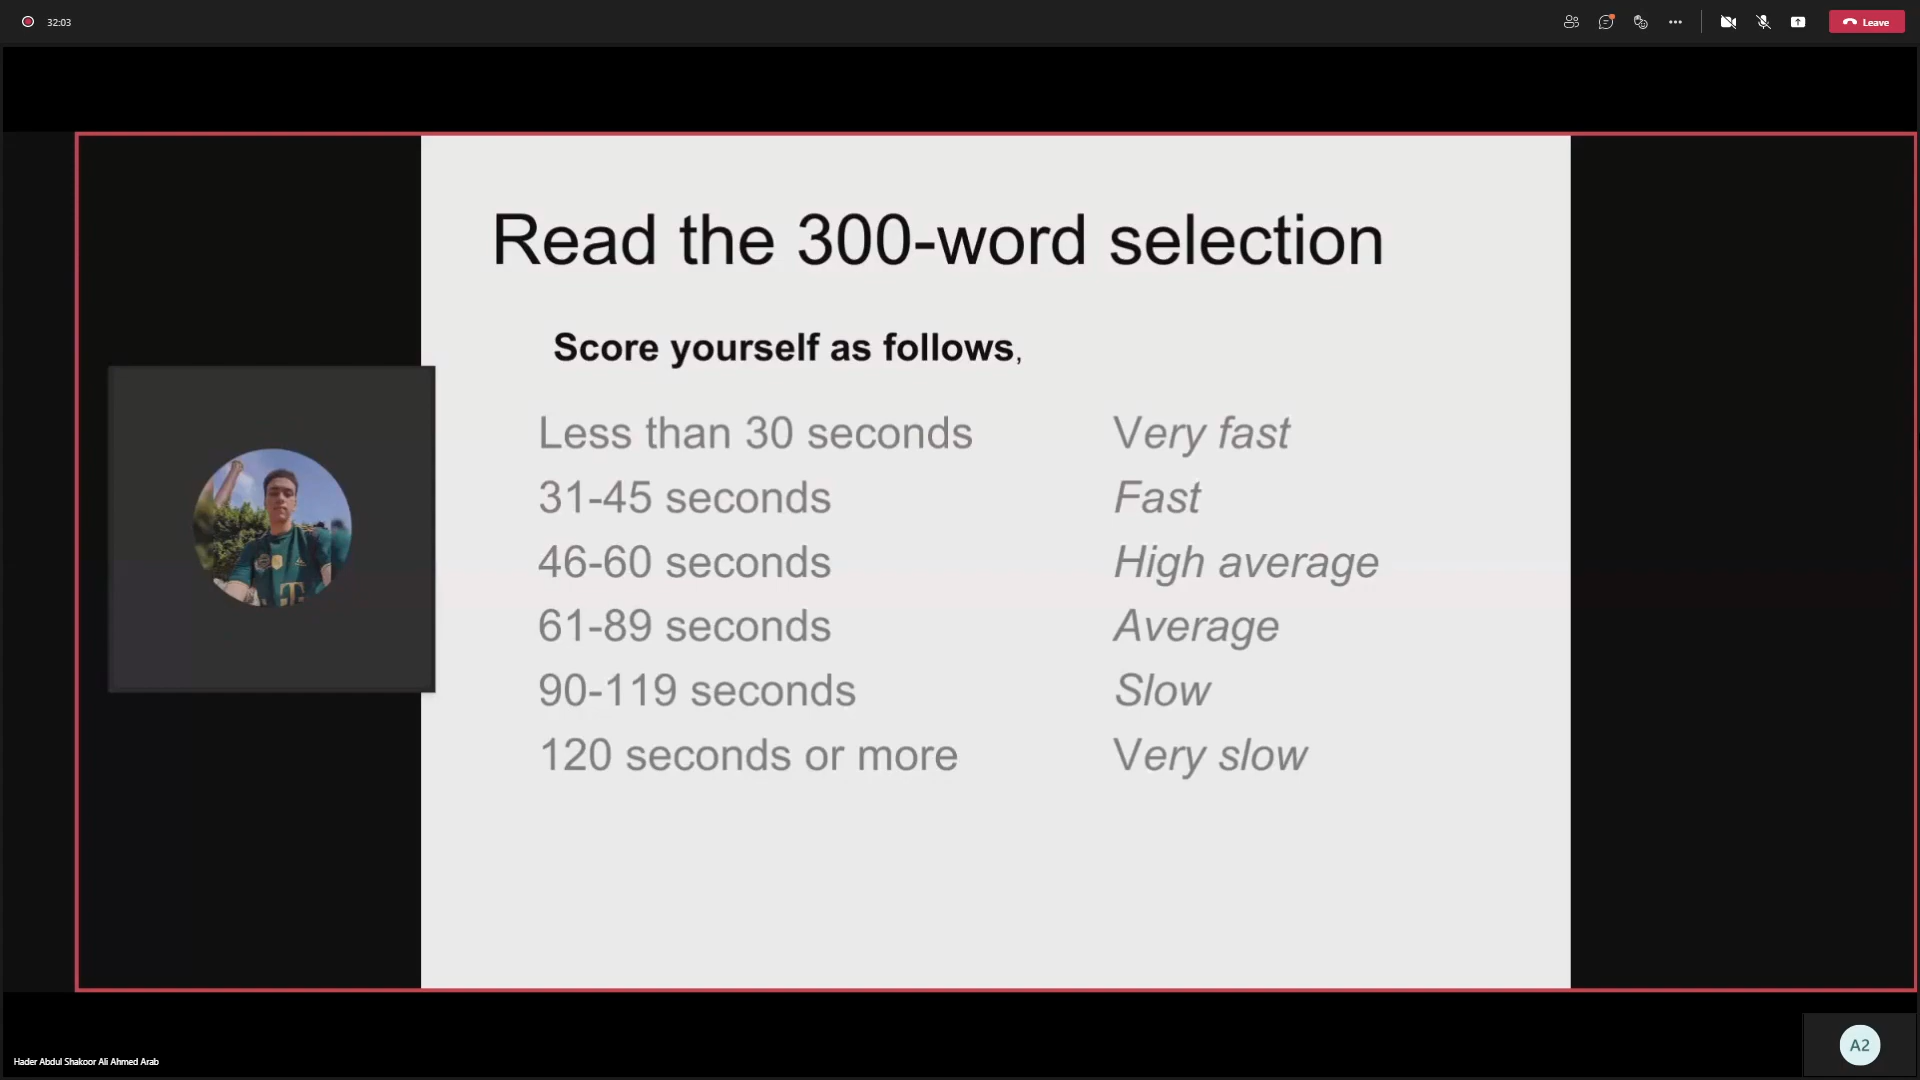 32:03
Leave
Read the 300-word selection
Score yourself as follows,
Less than 30 seconds Very fast
31-45 seconds Fast
46-60 seconds High average
61-89 seconds Average
90-119 seconds Slow
120 seconds or more Very slow
T
Hader Abdul Shakoor Ali Ahmed Arab
A2